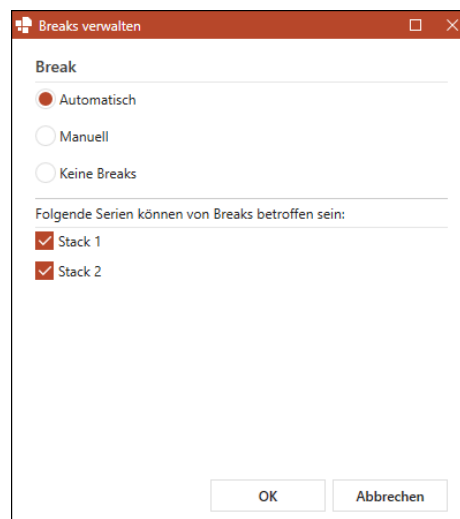 Breaks verwalten
Break
Automatisch
Manuell
Keine Breaks
Folgende Serien können von Breaks betroffen sein:
Stack 1
Stack 2
OK Abbrechen